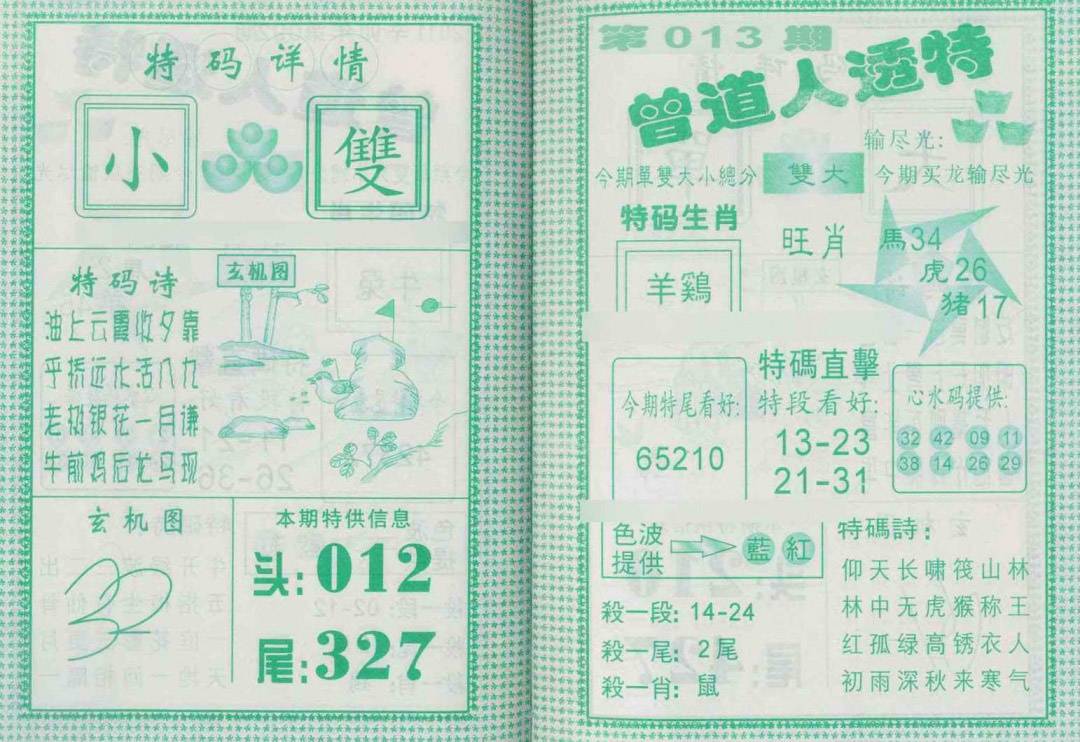 特码详情
小 雙
特码诗
油上云霞收夕靠
乎桥远水活八九
老奶银花一月谦
牛前鸡后龙马现
玄机图
玄机图
本期特供信息
头:012
尾:327
第013期
曾道人透特
输尽光:
今期單雙大小總分 雙大 今期买龙输尽光
特码生肖
羊鷄
旺肖
馬34
虎26
猪17
今期特尾看好:
65210
特碼直擊
特段看好:
13-23
21-31
心水码提供:
32 42 09 11
38 14 26 29
色波
提供
藍 紅
殺一段: 14-24
殺一尾: 2尾
殺一肖: 鼠
特碼詩:
仰天长啸筏山林
林中无虎猴称王
红孤绿高锈衣人
初雨深秋来寒气